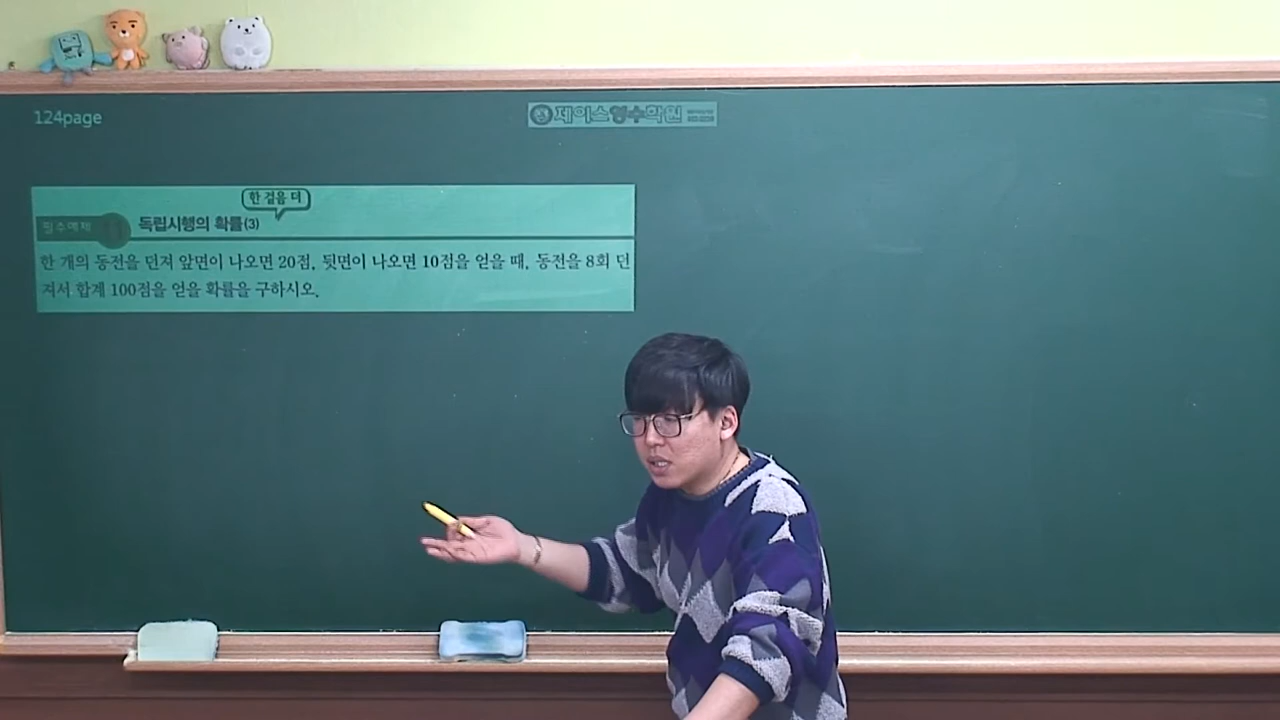 124page
제이스영수학원
한 걸음 더
필수예제 11 독립시행의 확률(3)
한 개의 동전을 던져 앞면이 나오면 20점, 뒷면이 나오면 10점을 얻을 때, 동전을 8회 던
져서 합계 100점을 얻을 확률을 구하시오.